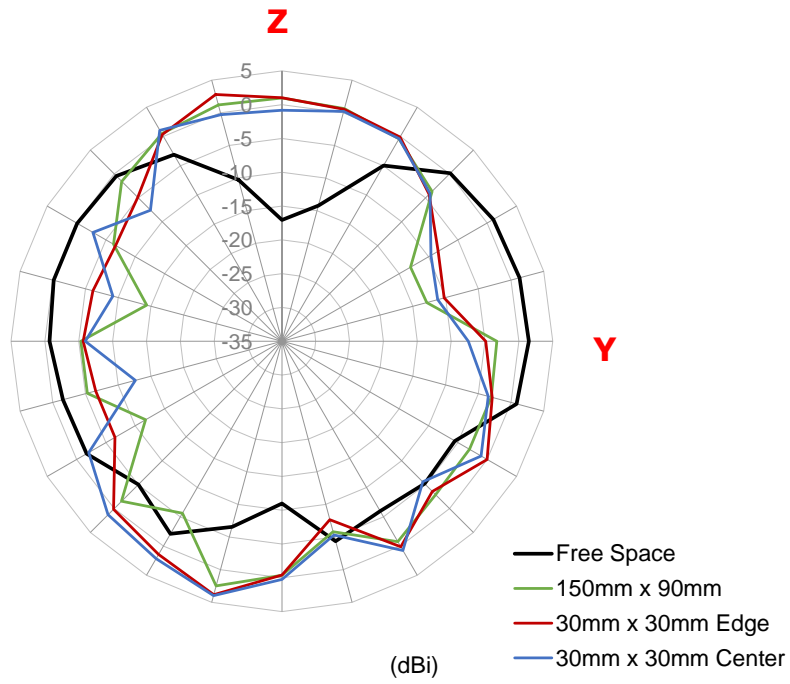 Z
5
0
-5
-10
-15
-20
-25
-30
-35
Y
Free Space
150mm x 90mm
30mm x 30mm Edge
30mm x 30mm Center
(dBi)